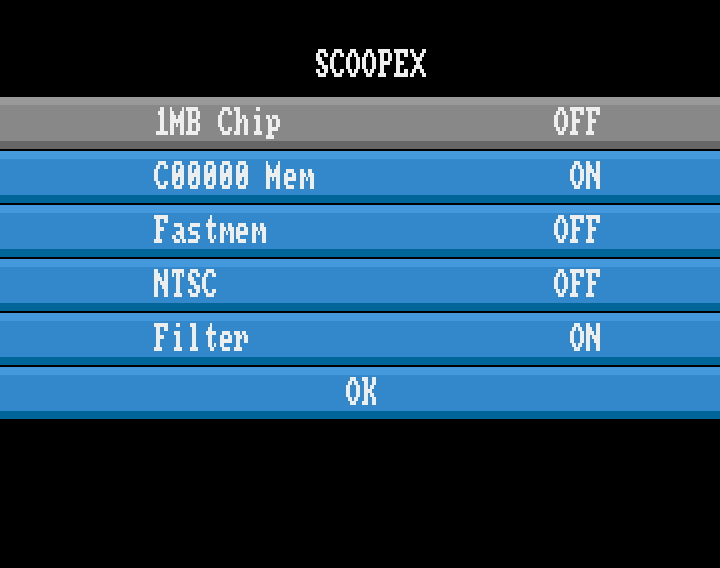 SCOOPEX
1MB Chip OFF
C00000 Mem ON
Fastmem OFF
NTSC OFF
Filter ON
OK